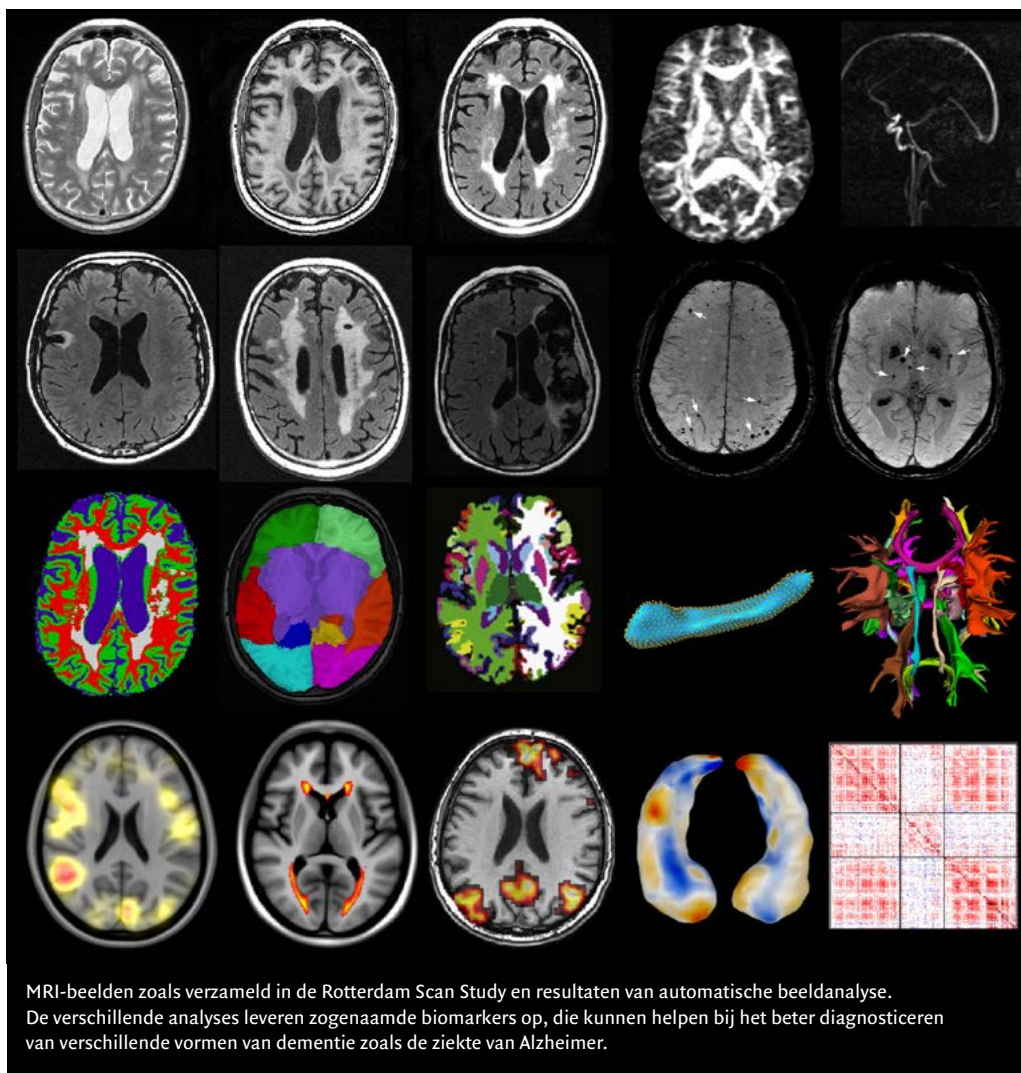 MRI-beelden zoals verzameld in de Rotterdam Scan Study en resultaten van automatische beeldanalyse.
De verschillende analyses leveren zogenaamde biomarkers op, die kunnen helpen bij het beter diagnosticeren
van verschillende vormen van dementie zoals de ziekte van Alzheimer.